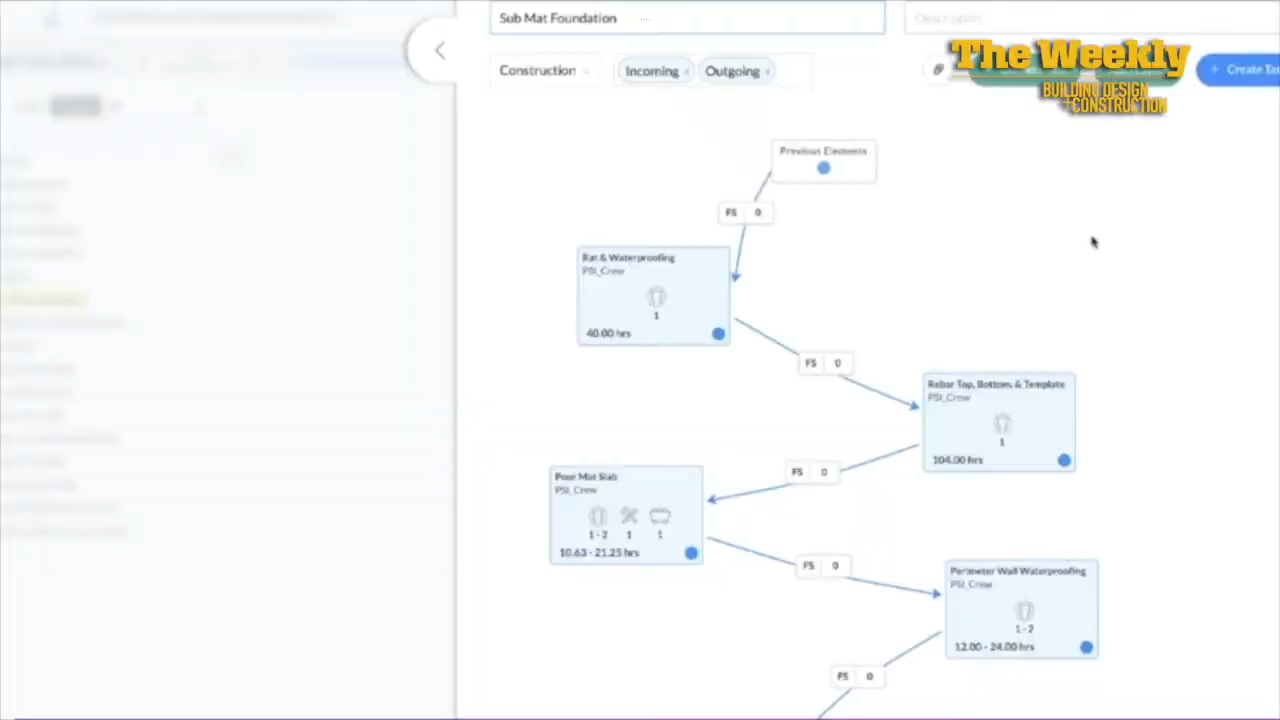 Sub Mat Foundation
Description
Construction
Incoming
Outgoing
The Weekly
BUILDING DESIGN
+CONSTRUCTION
+ Create Tas
Previous Elements
FS 0
Rat & Waterproofing
PSI_Crew
1
40.00 hrs
FS 0
Rebar Top, Bottom, & Template
PSI_Crew
1
104.00 hrs
FS 0
Pour Mat Slab
PSI_Crew
1 - 2 1 1
10.63 - 21.25 hrs
FS 0
Perimeter Wall Waterproofing
PSI_Crew
1 - 2
12.00 - 24.00 hrs
FS 0